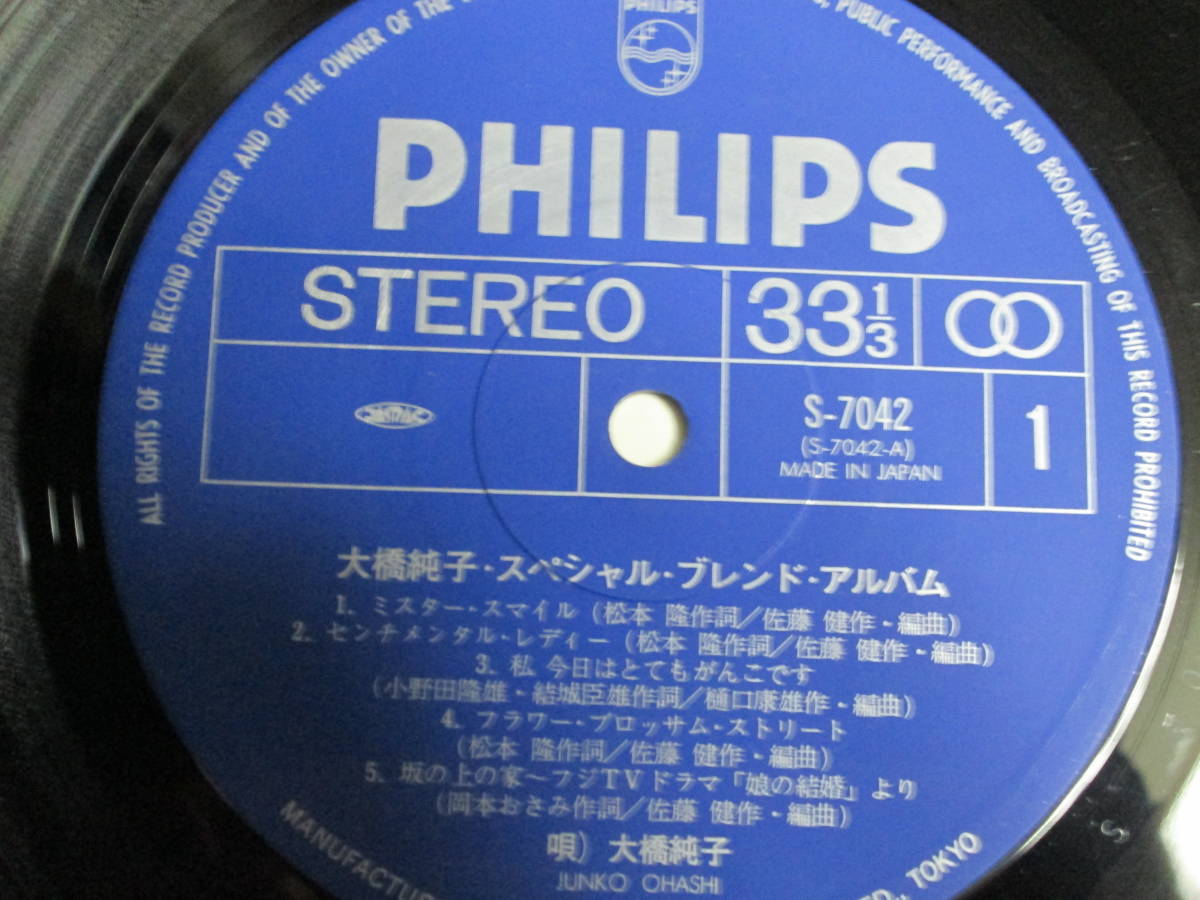 PHILIPS
ALL RIGHTS OF THE RECORD PRODUCER AND OF THE OWNER OF THE
PUBLIC PERFORMANCE AND BROADCASTING OF THIS RECORD PROHIBITED
PHILIPS
STEREO
33 1/3
JASRAC
S-7042
(S-7042-A)
MADE IN JAPAN
1
大橋純子・スペシャル・ブレンド・アルバム
1. ミスター・スマイル (松本 隆作詞/佐藤 健作・編曲)
2. センチメンタル・レディー (松本 隆作詞/佐藤 健作・編曲)
3. 私 今日はとてもがんこです
(小野田隆雄・結城臣雄作詞/樋口康雄作・編曲)
4. フラワー・ブロッサム・ストリート
(松本 隆作詞/佐藤 健作・編曲)
5. 坂の上の家〜フジTVドラマ「娘の結婚」より
(岡本おさみ作詞/佐藤 健作・編曲)
唄) 大橋純子
JUNKO OHASHI
TOKYO